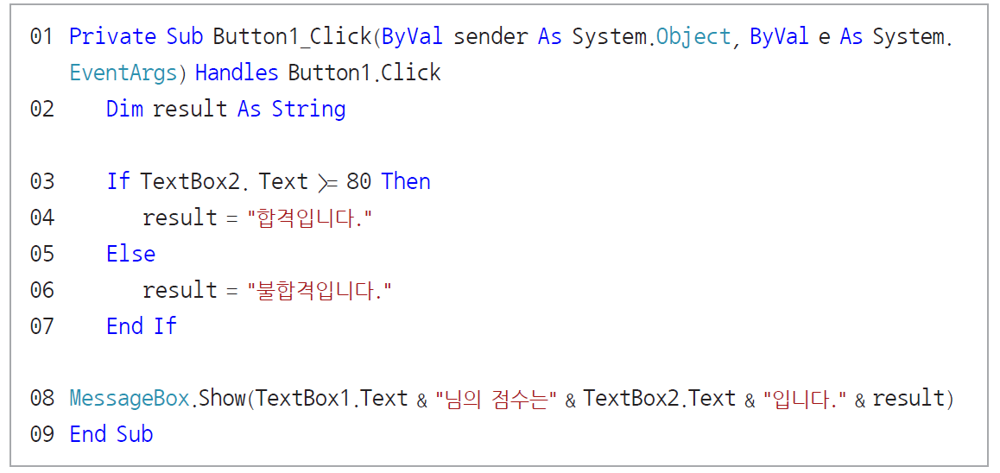 01 Private Sub Button1_Click(ByVal sender As System.Object, ByVal e As System.
EventArgs) Handles Button1.Click
02 Dim result As String
03 If TextBox2. Text >= 80 Then
04 result = "합격입니다."
05 Else
06 result = "불합격입니다."
07 End If
08 MessageBox.Show(TextBox1.Text & "님의 점수는" & TextBox2.Text & "입니다." & result)
09 End Sub